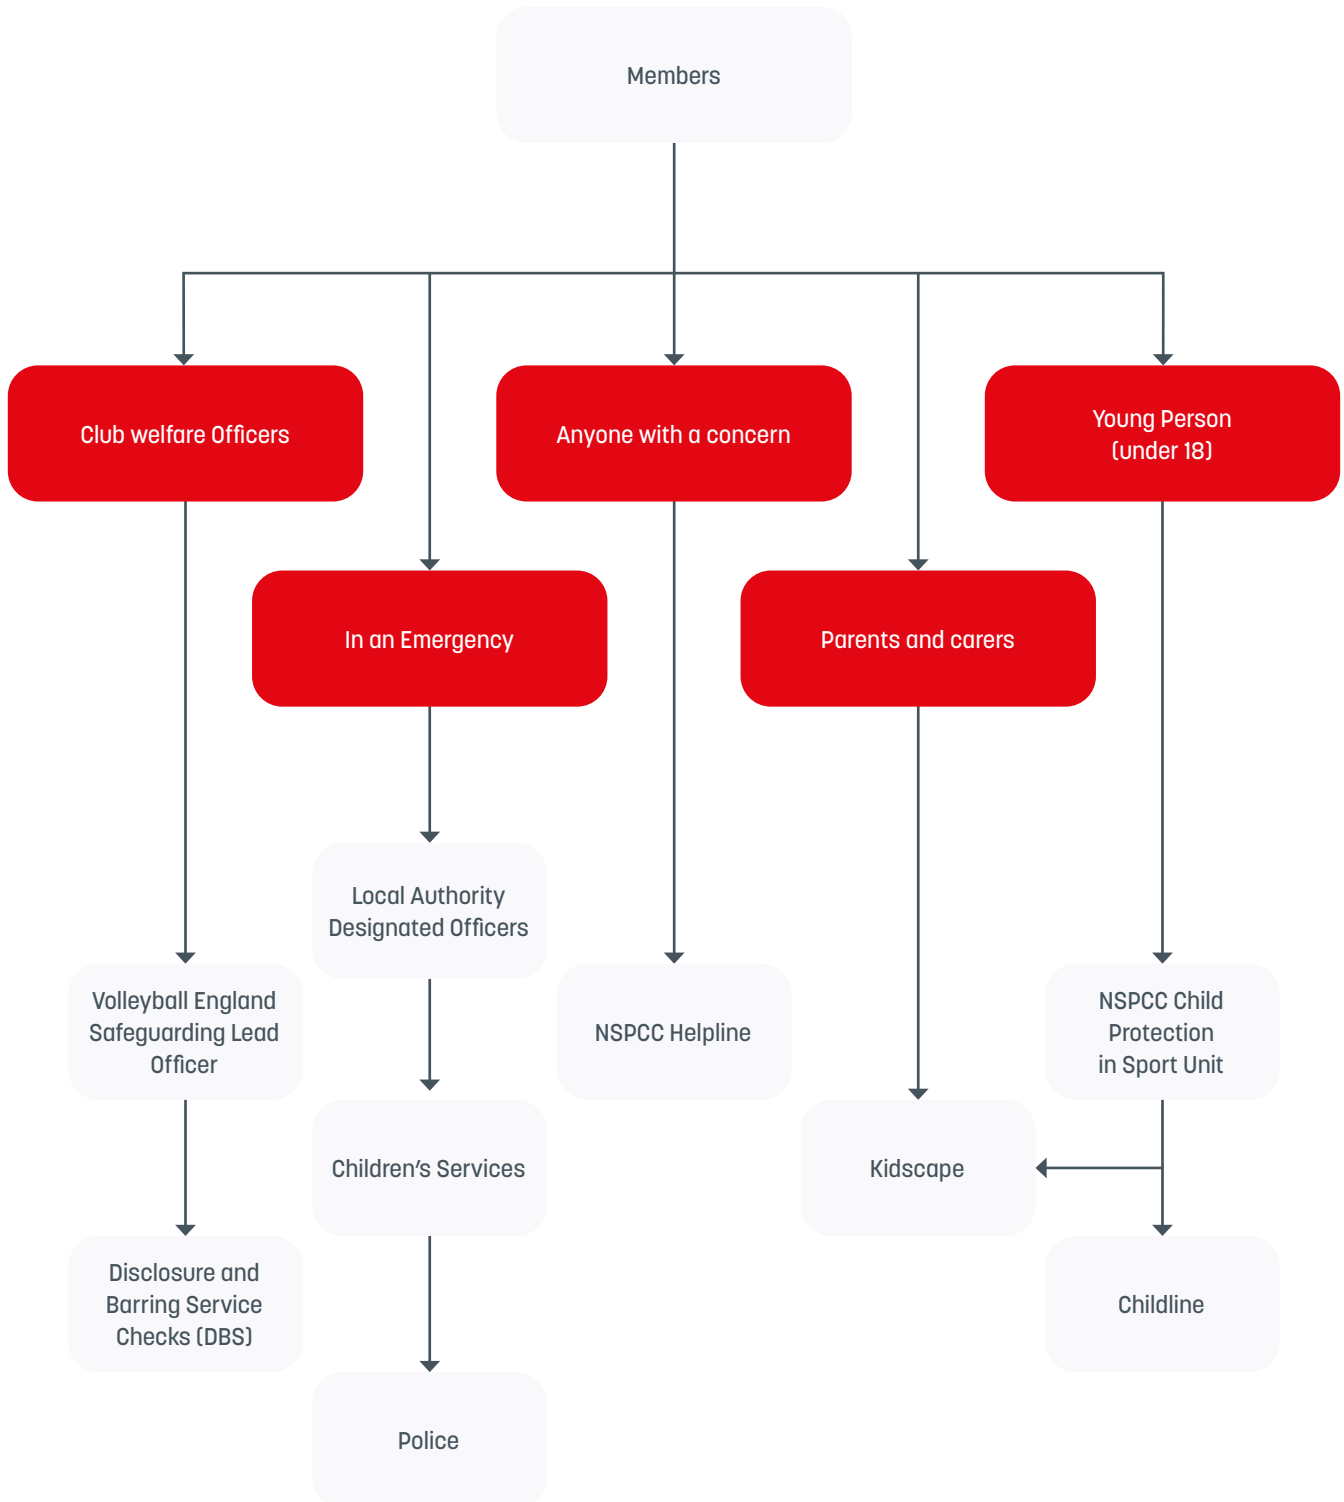 Members
Club welfare Officers
Anyone with a concern
Young Person
(under 18)
In an Emergency
Parents and carers
Local Authority
Designated Officers
Volleyball England
Safeguarding Lead
Officer
NSPCC Helpline
NSPCC Child
Protection
in Sport Unit
Children’s Services
Kidscape
Disclosure and
Barring Service
Checks (DBS)
Childline
Police